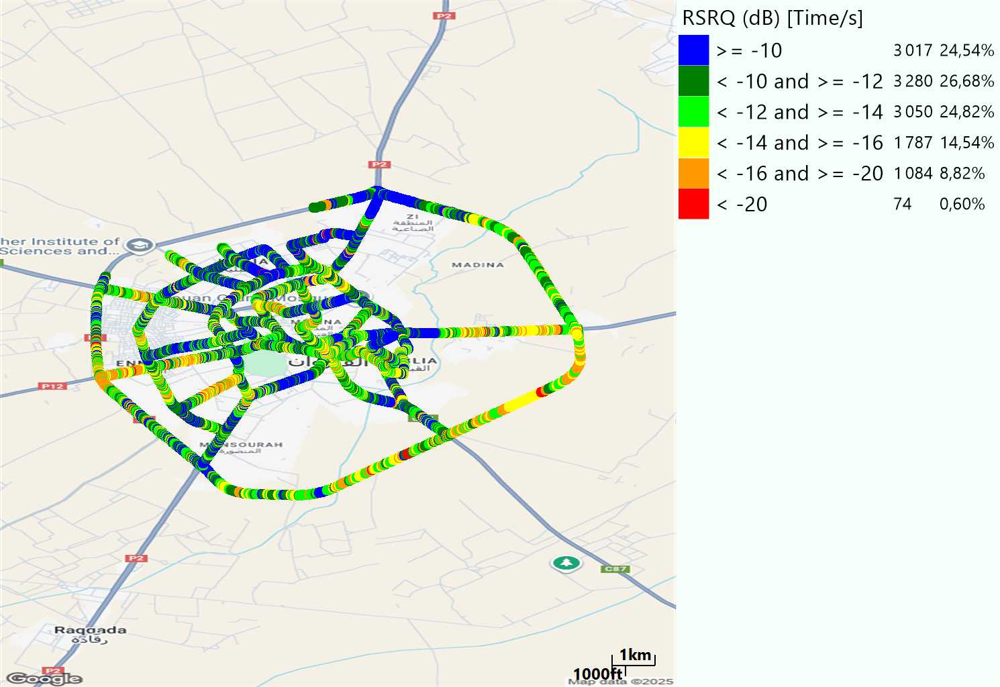 RSRQ (dB) [Time/s]
>= -10 3 017 24,54%
< -10 and >= -12 3 280 26,68%
< -12 and >= -14 3 050 24,82%
< -14 and >= -16 1 787 14,54%
< -16 and >= -20 1 084 8,82%
< -20 74 0,60%
P2
P2
ZI
المنطقة
الصناعية
her Institute of
Sciences and...
MADINA
P12
MANSOURAH
المنصورة
C87
P2
Raqqada
رقادة
P2
1km
1000ft
Google
Map data ©2025